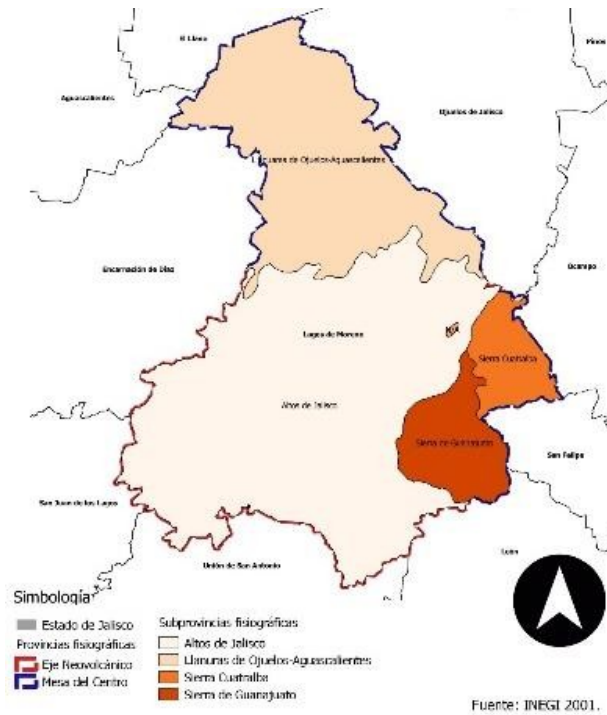 El Llano
Pinos
Aguascalientes
Ojuelos de Jalisco
Llanuras de Ojuelos-Aguascalientes
Encarnación de Díaz
Ocampo
Lagos de Moreno
Sierra Cuatralba
Altos de Jalisco
Sierra de Guanajuato
San Felipe
San Juan de los Lagos
León
Unión de San Antonio
Simbología
Estado de Jalisco
Provincias fisiográficas
Eje Neovolcánico
Mesa del Centro
Subprovincias fisiográficas
Altos de Jalisco
Llanuras de Ojuelos-Aguascalientes
Sierra Cuatralba
Sierra de Guanajuato
Fuente: INEGI 2001.